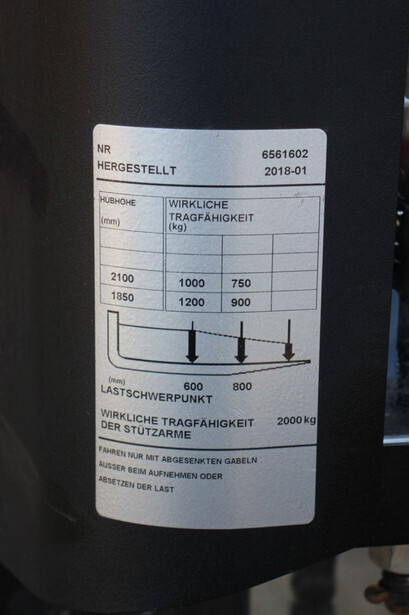 NR 6561602
HERGESTELLT 2018-01
HUBHÖHE WIRKLICHE
(mm) TRAGFÄHIGKEIT
(kg)
2100 1000 750
1850 1200 900
(mm) 600 800
LASTSCHWERPUNKT
WIRKLICHE TRAGFÄHIGKEIT 2000 kg
DER STÜTZARME
FAHREN NUR MIT ABGESENKTEN GABELN
AUSSER BEIM AUFNEHMEN ODER
ABSETZEN DER LAST